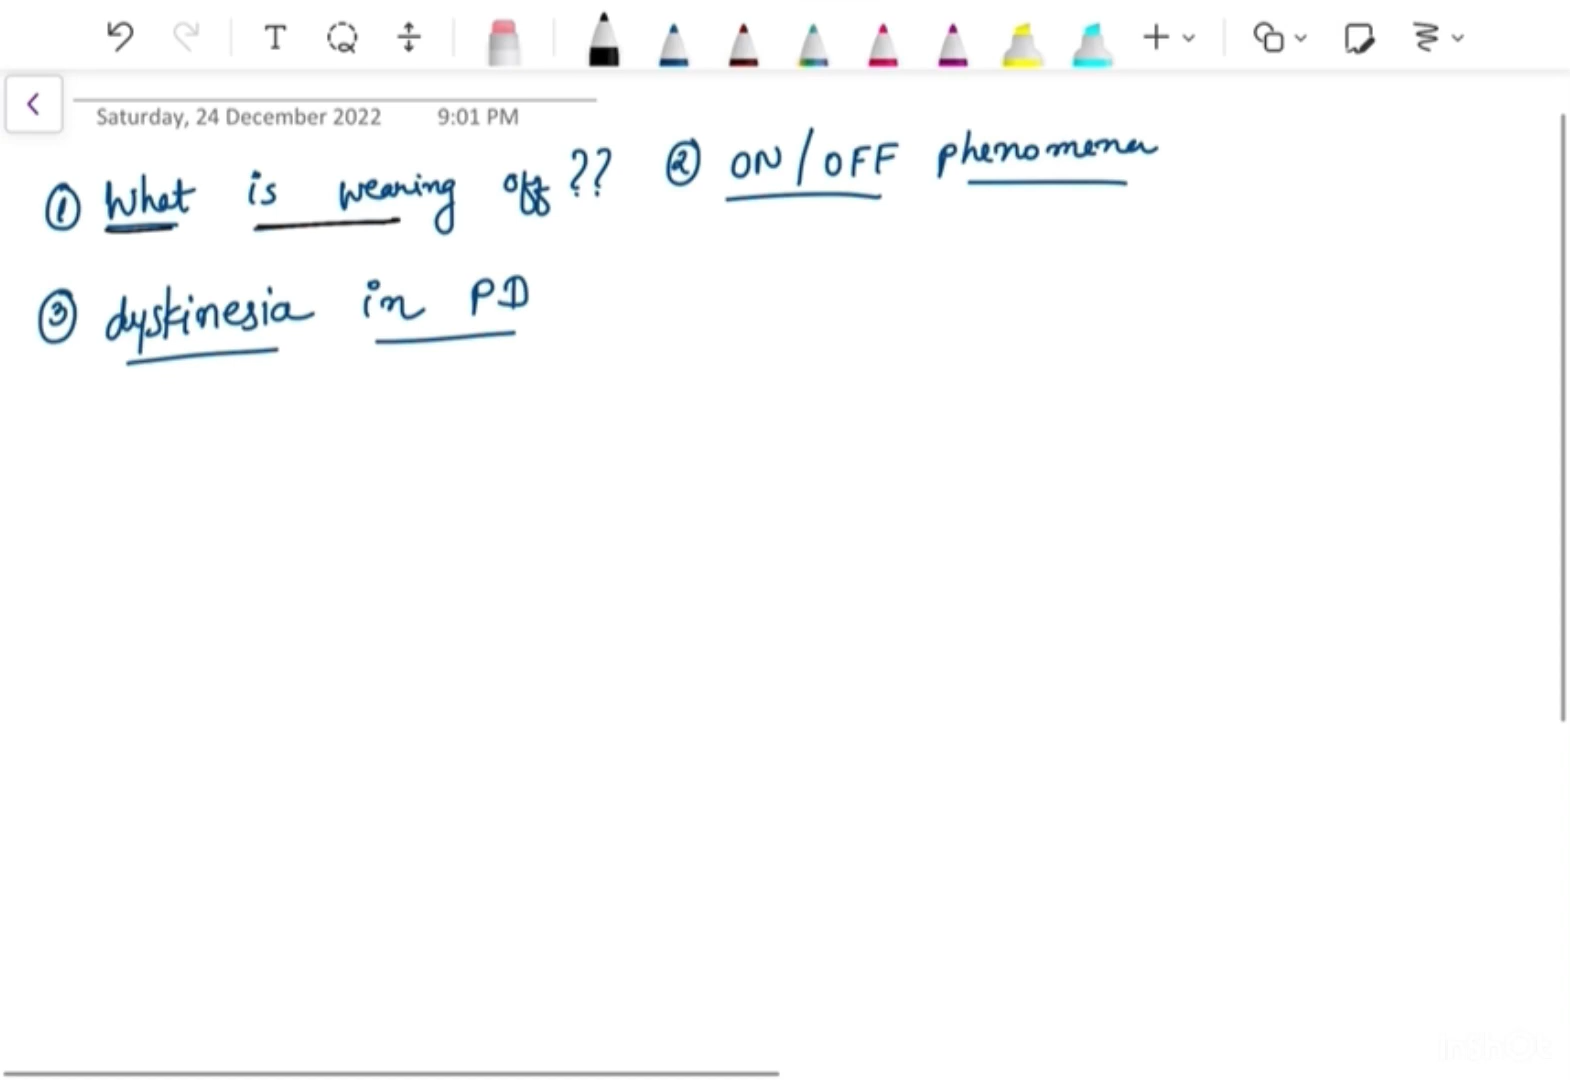 T
Saturday, 24 December 2022 9:01 PM
① What is wearing off ?? ② ON/OFF phenomena
③ dyskinesia in PD